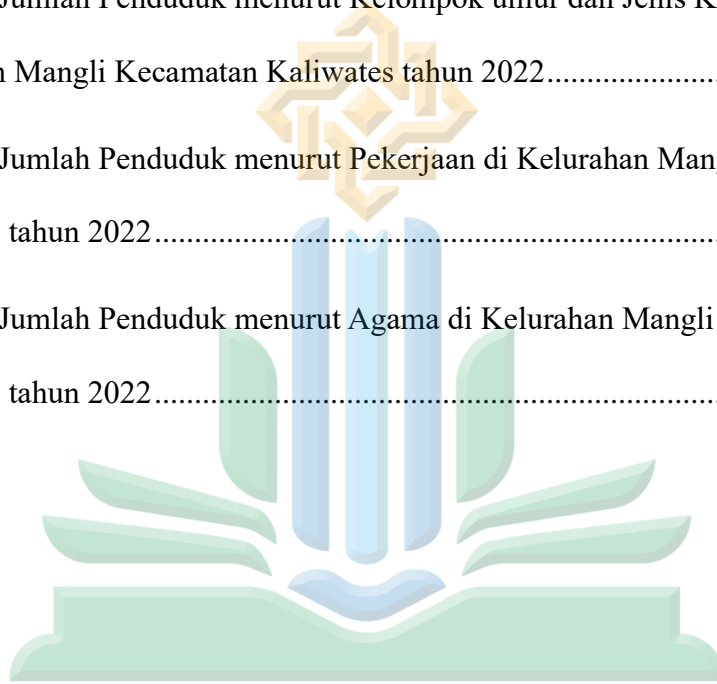 Jumlah Penduduk menurut Kelompok umur dan Jenis K
n Mangli Kecamatan Kaliwates tahun 2022..................
Jumlah Penduduk menurut Pekerjaan di Kelurahan Man
tahun 2022............................................................
Jumlah Penduduk menurut Agama di Kelurahan Mangli
tahun 2022............................................................